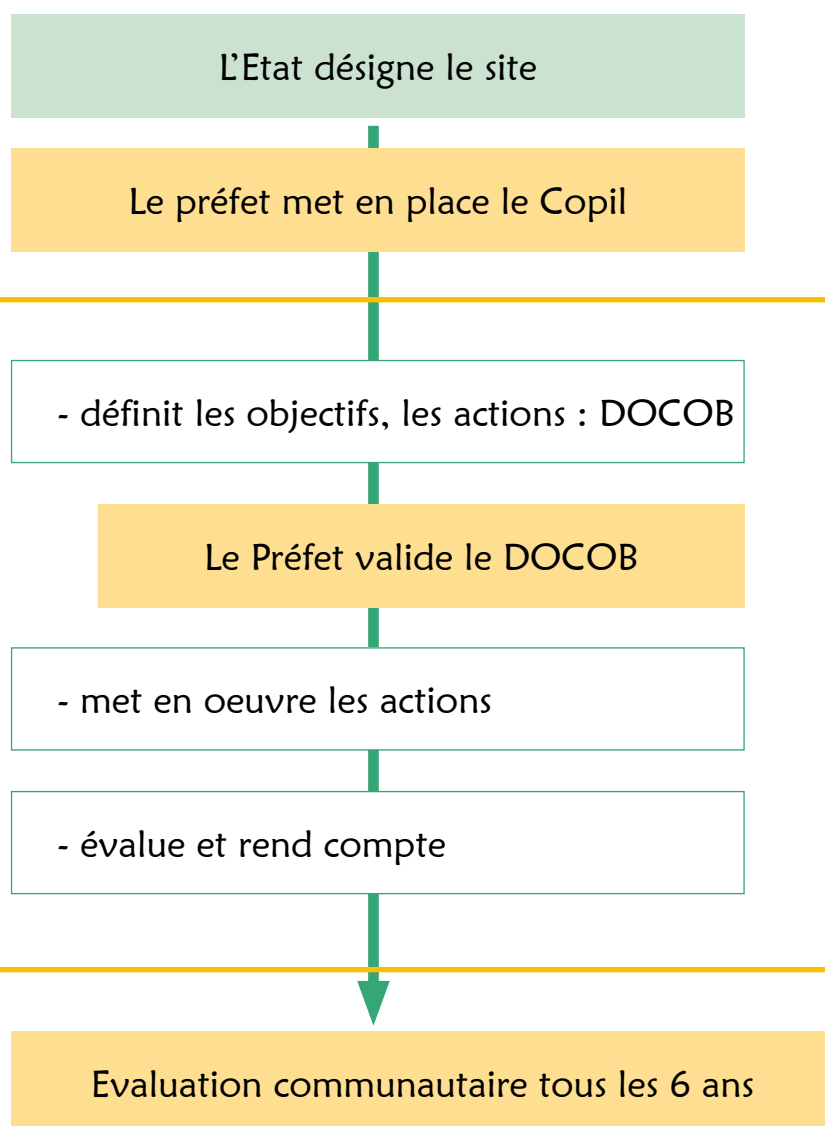 L’Etat désigne le site
Le préfet met en place le Copil
- définit les objectifs, les actions : DOCOB
Le Préfet valide le DOCOB
- met en oeuvre les actions
- évalue et rend compte
Evaluation communautaire tous les 6 ans